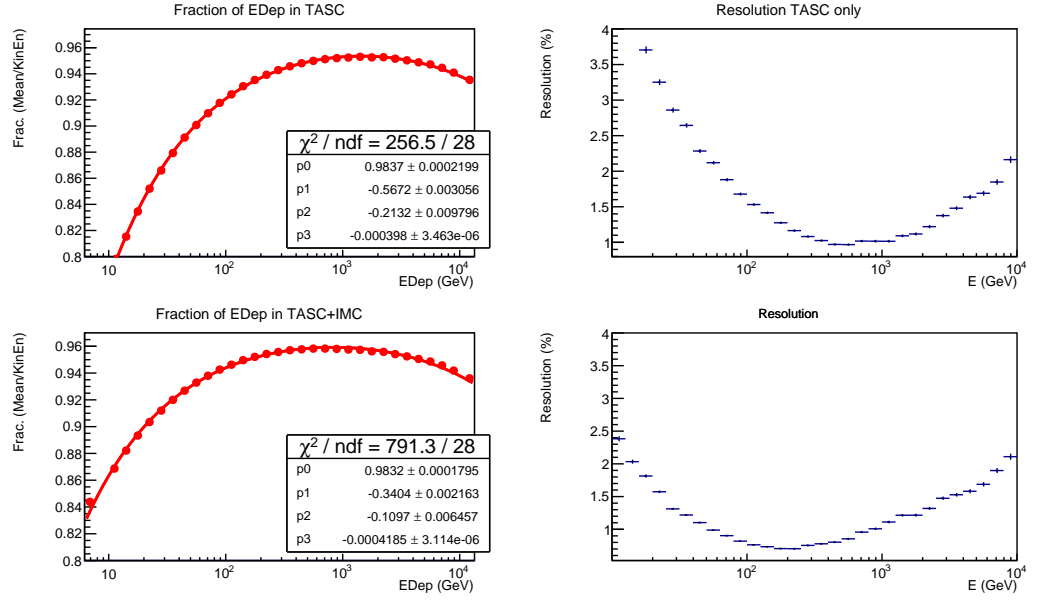 Fraction of EDep in TASC
Frac. (Mean/KinEn)
0.96
0.94
0.92
0.9
0.88
0.86
0.84
0.82
0.8
10
10²
10³
10⁴
EDep (GeV)
χ² / ndf = 256.5 / 28
p0 0.9837 ± 0.0002199
p1 -0.5672 ± 0.003056
p2 -0.2132 ± 0.009796
p3 -0.000398 ± 3.463e-06
Resolution TASC only
Resolution (%)
4
3.5
3
2.5
2
1.5
1
10²
10³
10⁴
E (GeV)
Fraction of EDep in TASC+IMC
Frac. (Mean/KinEn)
0.96
0.94
0.92
0.9
0.88
0.86
0.84
0.82
0.8
10
10²
10³
10⁴
EDep (GeV)
χ² / ndf = 791.3 / 28
p0 0.9832 ± 0.0001795
p1 -0.3404 ± 0.002163
p2 -0.1097 ± 0.006457
p3 -0.0004185 ± 3.114e-06
Resolution
Resolution (%)
4
3.5
3
2.5
2
1.5
1
10²
10³
10⁴
E (GeV)